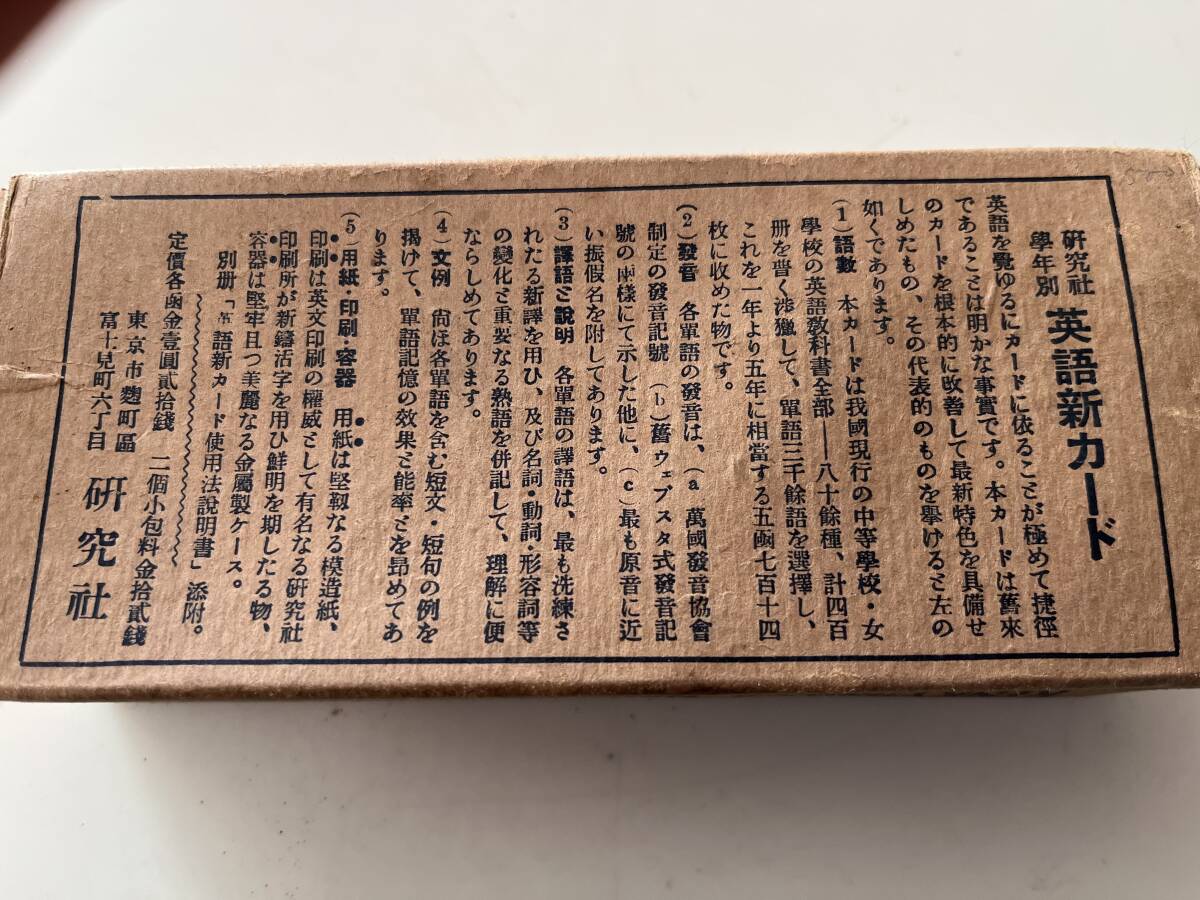 研究社
學年別
英語新カード
英語を覺ゆるにカードに依ることが極めて捷徑
であることは明かな事實です。本カードは舊來
のカードを根本的に改善して最新特色を具備せ
しめたもの、その代表的のものを擧げると左の
如くであります。
(1) 語數 本カードは我國現行の中等學校・女
學校の英語敎科書全部――八十餘種、計四百
册を普く渉獵して、單語三千餘語を選擇し、
これを一年より五年に相當する五凾七百十四
枚に收めた物です。
(2) 發音 各單語の發音は、(a)萬國發音協會
制定の發音記號 (b)舊ウェブスタ式發音記
號の兩樣にて示した他に、(c)最も原音に近
い振假名を附してあります。
(3) 譯語と說明 各單語の譯語は、最も洗練さ
れたる新譯を用ひ、及び名詞・動詞・形容詞等
の變化と重要なる熟語を併記して、理解に便
ならしめてあります。
(4) 文例 尙ほ各單語を含む短文・短句の例を
揭けて、單語記憶の效果と能率とを昂めてあ
ります。
(5) 用紙・印刷・容器 用紙は堅靱なる模造紙、
印刷は英文印刷の權威として有名なる研究社
印刷所が新鑄活字を用ひ鮮明を期したる物、
容器は堅牢且つ美麗なる金屬製ケース。
別册「英語新カード使用法說明書」添附。
定價各凾金壹圓貳拾錢 二個小包料金拾貳錢
東京市麴町區
富士見町六丁目
研究社